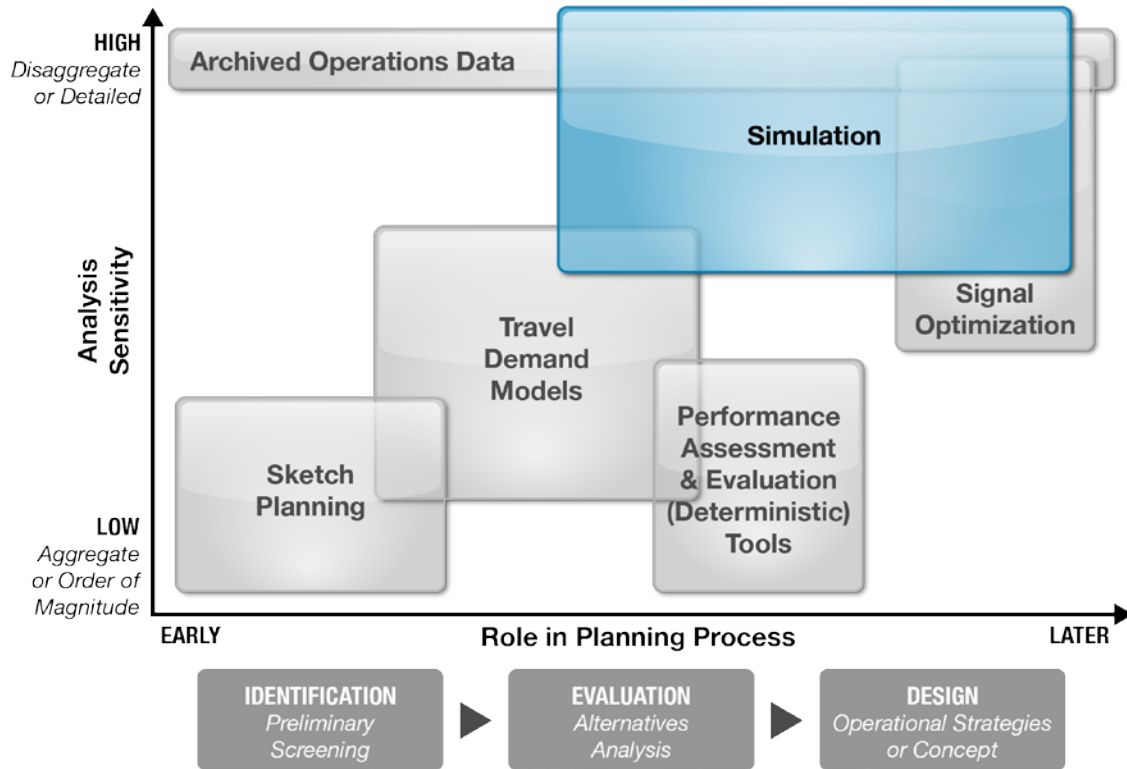 HIGH
Disaggregate
or Detailed
Archived Operations Data
Simulation
Analysis
Sensitivity
Travel
Demand
Models
Signal
Optimization
Sketch
Planning
Performance
Assessment
& Evaluation
(Deterministic)
Tools
LOW
Aggregate
or Order of
Magnitude
EARLY
Role in Planning Process
LATER
IDENTIFICATION
Preliminary
Screening
EVALUATION
Alternatives
Analysis
DESIGN
Operational Strategies
or Concept